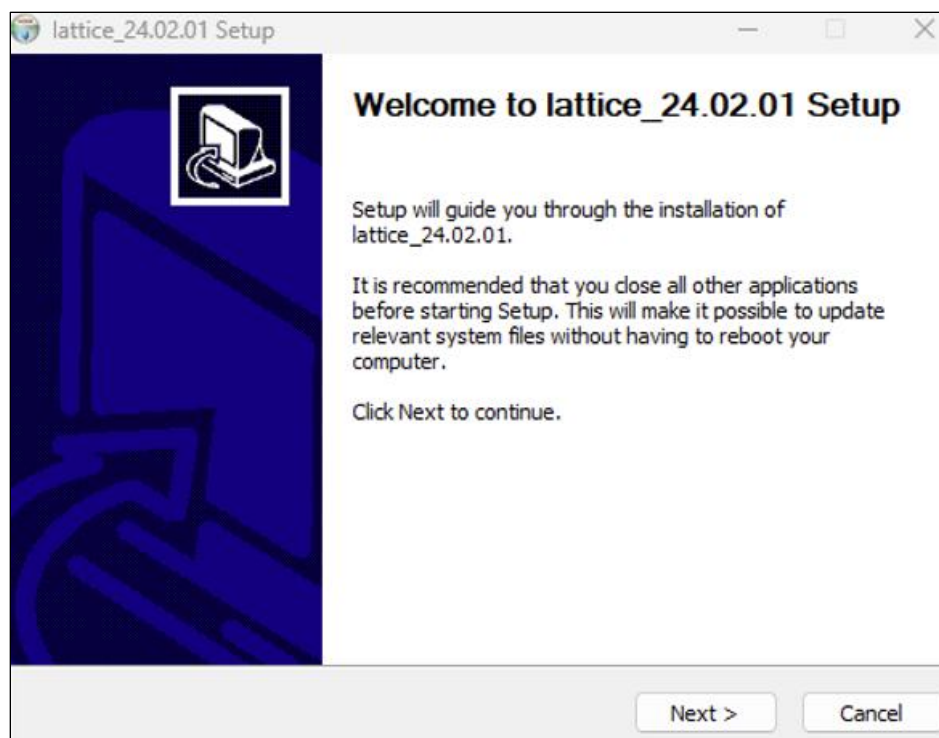 lattice_24.02.01 Setup
Welcome to lattice_24.02.01 Setup
Setup will guide you through the installation of
lattice_24.02.01.
It is recommended that you close all other applications
before starting Setup. This will make it possible to update
relevant system files without having to reboot your
computer.
Click Next to continue.
Next >
Cancel